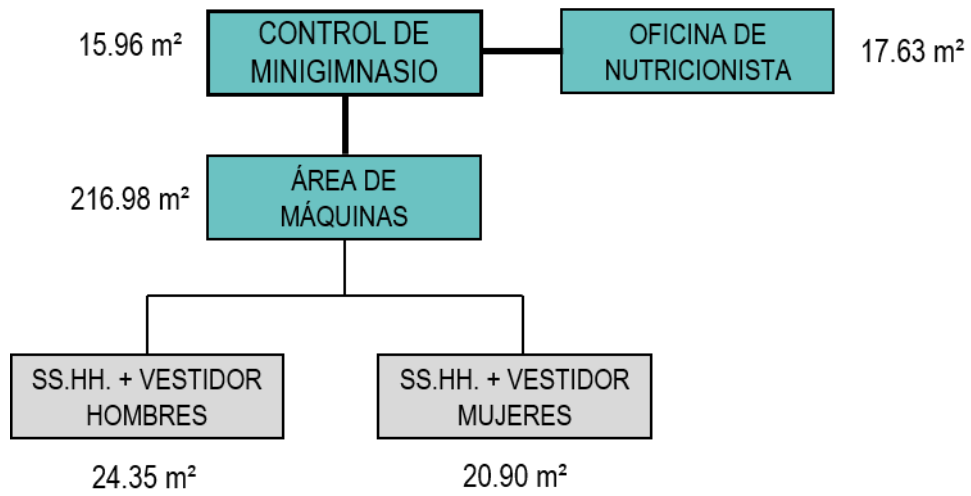 15.96 m²
CONTROL DE
MINIGIMNASIO
OFICINA DE
NUTRICIONISTA
17.63 m²
216.98 m²
ÁREA DE
MÁQUINAS
SS.HH. + VESTIDOR
HOMBRES
SS.HH. + VESTIDOR
MUJERES
24.35 m²
20.90 m²